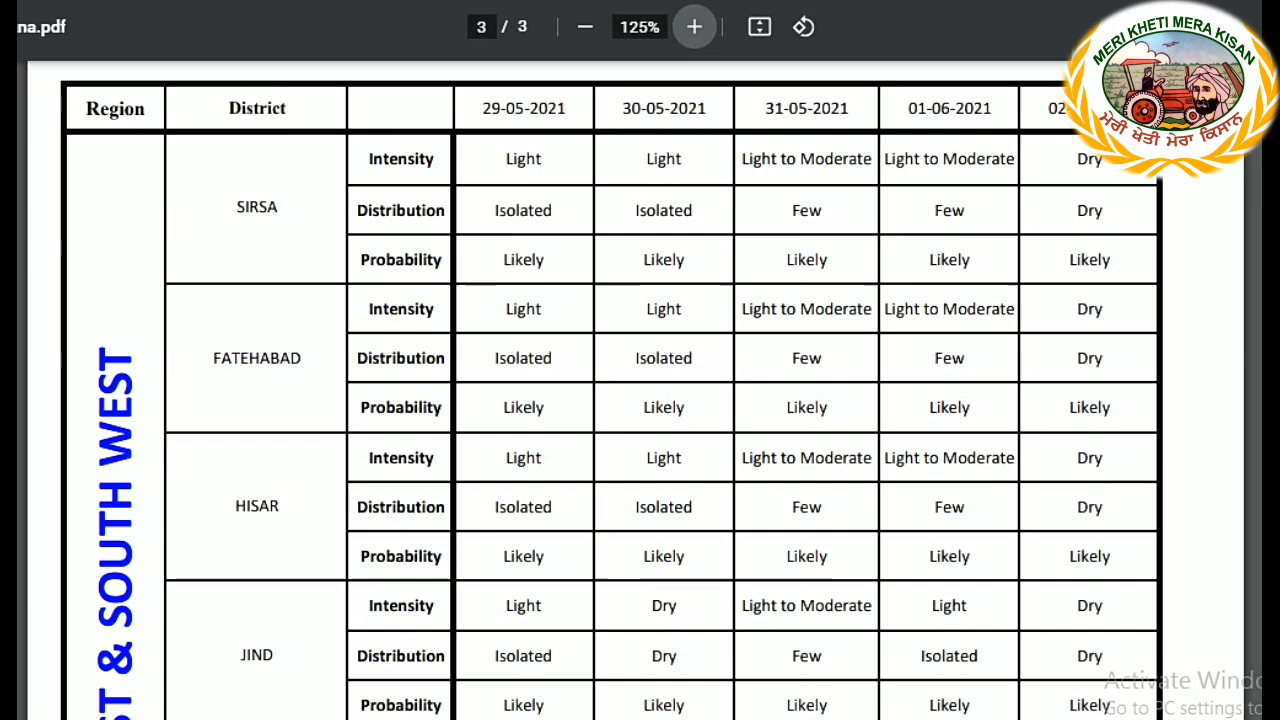 na.pdf 3 / 3 125%
MERI KHETI MERA KISAN
ਮੇਰੀ ਖੇਤੀ ਮੇਰਾ ਕਿਸਾਨ
Region District 29-05-2021 30-05-2021 31-05-2021 01-06-2021 02-
SIRSA
Intensity Light Light Light to Moderate Light to Moderate Dry
Distribution Isolated Isolated Few Few Dry
Probability Likely Likely Likely Likely Likely
FATEHABAD
Intensity Light Light Light to Moderate Light to Moderate Dry
Distribution Isolated Isolated Few Few Dry
Probability Likely Likely Likely Likely Likely
HISAR
Intensity Light Light Light to Moderate Light to Moderate Dry
Distribution Isolated Isolated Few Few Dry
Probability Likely Likely Likely Likely Likely
JIND
Intensity Light Dry Light to Moderate Light Dry
Distribution Isolated Dry Few Isolated Dry
Probability Likely Likely Likely Likely Likely
ST & SOUTH WEST
Activate Windo
Go to PC settings to